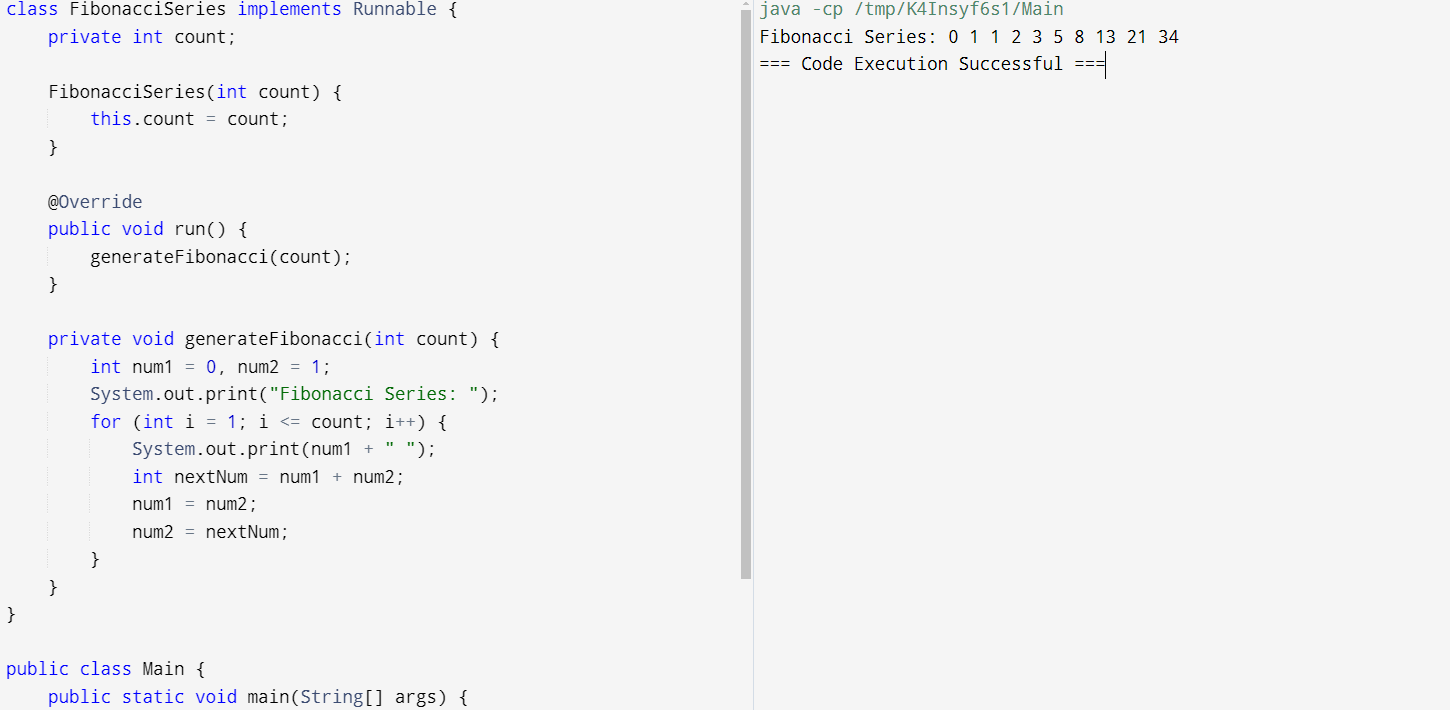 class FibonacciSeries implements Runnable {
    private int count;

    FibonacciSeries(int count) {
        this.count = count;
    }

    @Override
    public void run() {
        generateFibonacci(count);
    }

    private void generateFibonacci(int count) {
        int num1 = 0, num2 = 1;
        System.out.print("Fibonacci Series: ");
        for (int i = 1; i <= count; i++) {
            System.out.print(num1 + " ");
            int nextNum = num1 + num2;
            num1 = num2;
            num2 = nextNum;
        }
    }
}

public class Main {
    public static void main(String[] args) {
java -cp /tmp/K4Insyf6s1/Main
Fibonacci Series: 0 1 1 2 3 5 8 13 21 34
=== Code Execution Successful ===